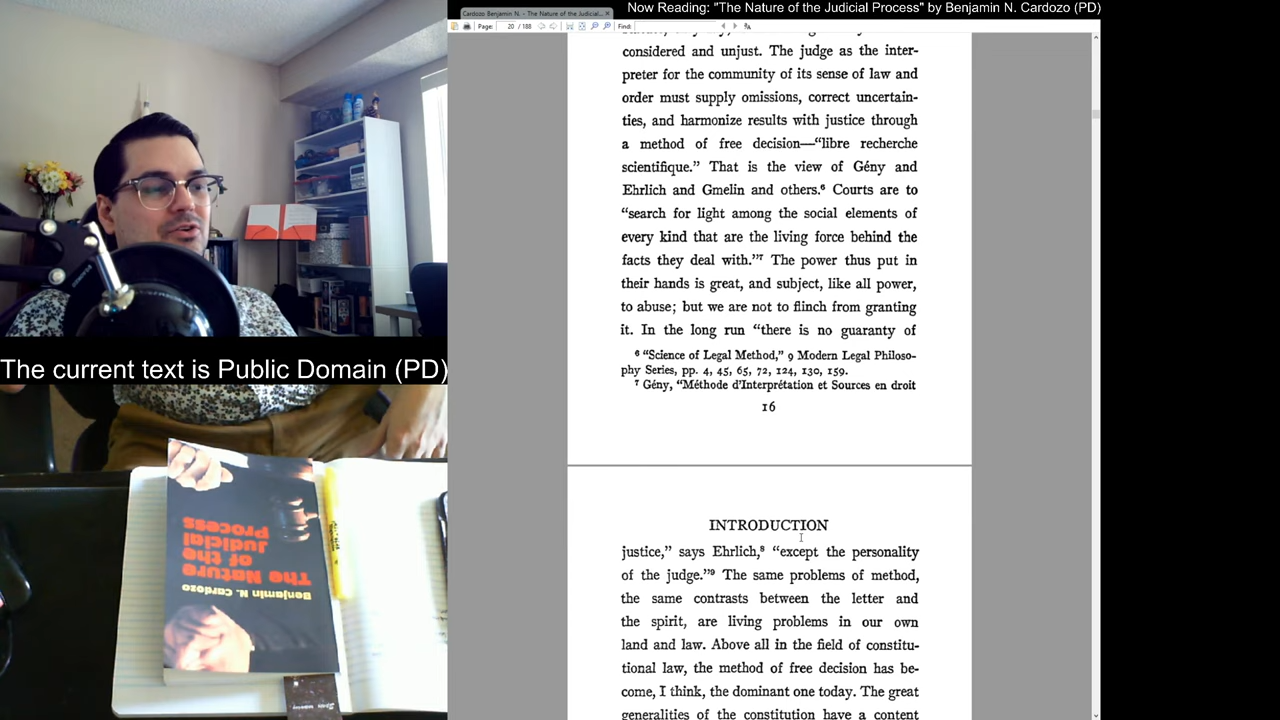 Now Reading: "The Nature of the Judicial Process" by Benjamin N. Cardozo (PD)
Cardozo Benjamin N. - The Nature of the Judicial...
Page: 20 / 188 Find:
considered and unjust. The judge as the inter-
preter for the community of its sense of law and
order must supply omissions, correct uncertain-
ties, and harmonize results with justice through
a method of free decision—“libre recherche
scientifique.” That is the view of Gény and
Ehrlich and Gmelin and others.⁶ Courts are to
“search for light among the social elements of
every kind that are the living force behind the
facts they deal with.”⁷ The power thus put in
their hands is great, and subject, like all power,
to abuse; but we are not to flinch from granting
it. In the long run “there is no guaranty of
⁶ “Science of Legal Method,” 9 Modern Legal Philoso-
phy Series, pp. 4, 45, 65, 72, 124, 130, 159.
⁷ Gény, “Méthode d'Interprétation et Sources en droit
16
INTRODUCTION
justice,” says Ehrlich,⁸ “except the personality
of the judge.”⁹ The same problems of method,
the same contrasts between the letter and
the spirit, are living problems in our own
land and law. Above all in the field of constitu-
tional law, the method of free decision has be-
come, I think, the dominant one today. The great
generalities of the constitution have a content
The current text is Public Domain (PD)
Benjamin N. Cardozo
The Nature
of the
Judicial
Process